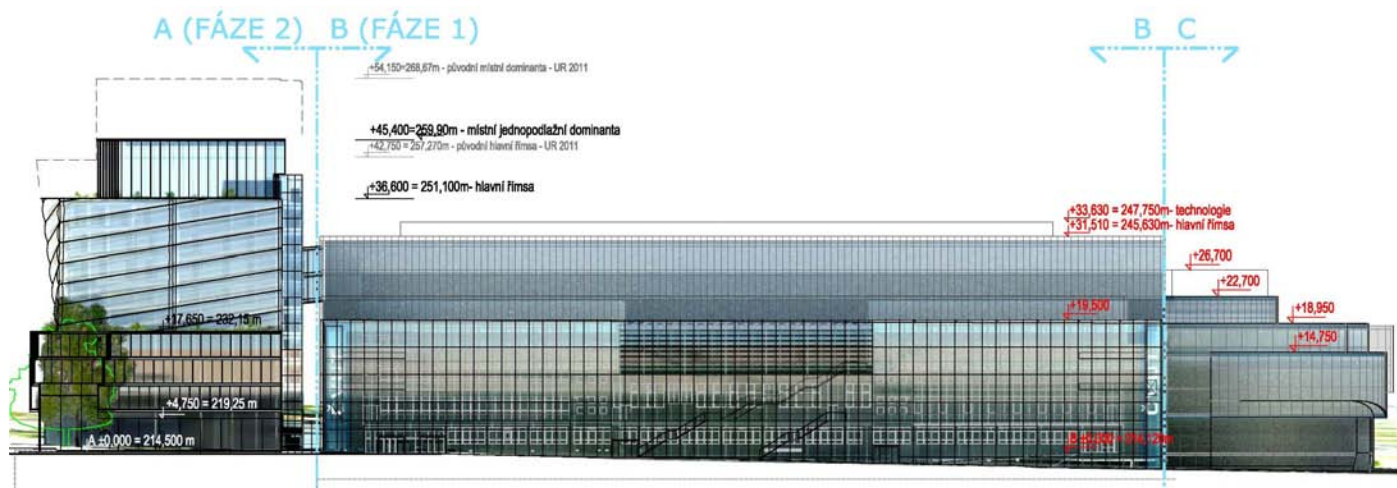 A (FÁZE 2) B (FÁZE 1)
B C
+54,150=268,67m - původní místní dominanta - UR 2011
+45,400=259,90m - místní jednopodlažní dominanta
+42,750 = 257,270m - původní hlavní římsa - UR 2011
+36,600 = 251,100m- hlavní římsa
+33,630 = 247,750m- technologie
+31,510 = 245,630m- hlavní římsa
+26,700
+22,700
+19,500
+18,950
+14,750
+17,650 = 232,15 m
+4,750 = 219,25 m
A ±0,000 = 214,500 m